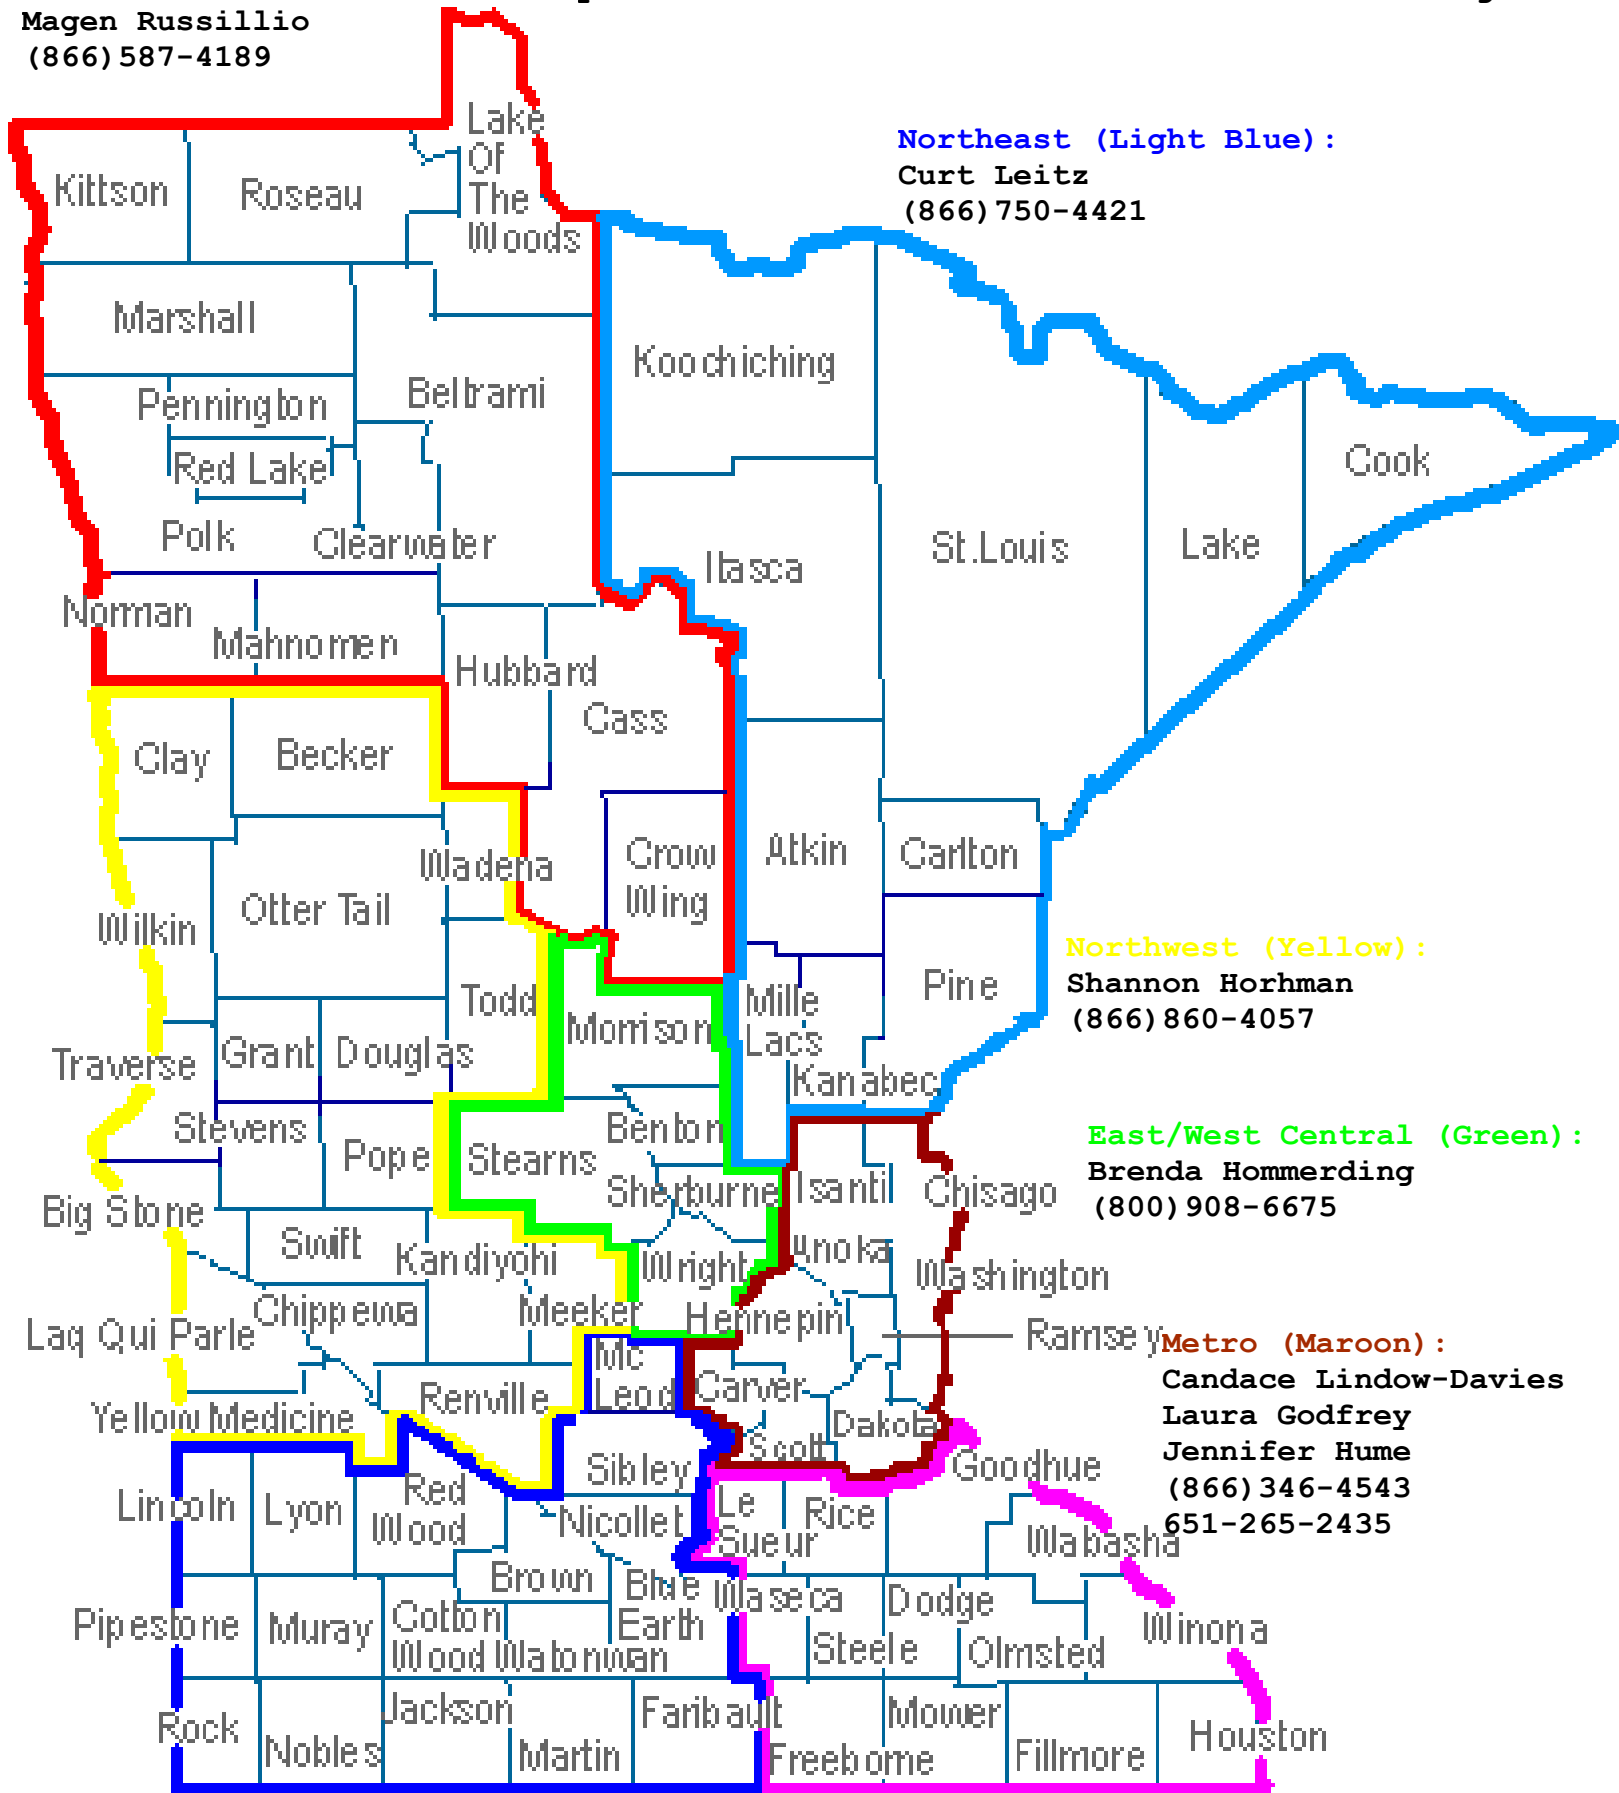 Magen Russillio
(866)587-4189
Northeast (Light Blue):
Curt Leitz
(866)750-4421
Lake
Of
The
Woods
Kittson
Roseau
Marshall
Koochiching
Pennington
Beltrami
Red Lake
Cook
Polk
Clearwater
Itasca
St.Louis
Lake
Norman
Mahnomen
Hubbard
Cass
Clay
Becker
Crow
Wing
Atkin
Carlton
Wadena
Otter Tail
Wilkin
Northwest (Yellow):
Shannon Horhman
(866)860-4057
Todd
Morrison
Mille
Lacs
Pine
Traverse
Grant
Douglas
Kanabec
Stevens
Pope
Stearns
Benton
East/West Central (Green):
Brenda Hommerding
(800)908-6675
Sherburne
Isanti
Chisago
Big Stone
Swift
Kandiyohi
Wright
Anoka
Washington
Chippewa
Meeker
Hennepin
Ramsey
Laq Qui Parle
Metro (Maroon):
Candace Lindow-Davies
Laura Godfrey
Jennifer Hume
(866)346-4543
651-265-2435
Mc
Leod
Carver
Renville
Yellow Medicine
Dakota
Scott
Sibley
Goodhue
Lincoln
Lyon
Red
Wood
Nicollet
Le
Sueur
Rice
Wabasha
Brown
Blue
Earth
Waseca
Dodge
Pipestone
Muray
Cotton
Wood
Watonwan
Steele
Olmsted
Winona
Rock
Nobles
Jackson
Martin
Faribault
Freeborne
Mower
Fillmore
Houston